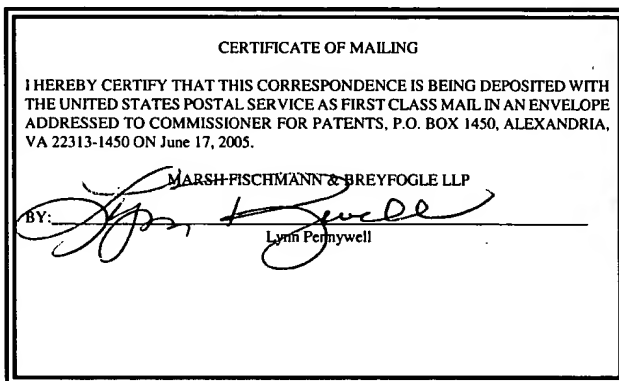 CERTIFICATE OF MAILING
I HEREBY CERTIFY THAT THIS CORRESPONDENCE IS BEING DEPOSITED WITH
THE UNITED STATES POSTAL SERVICE AS FIRST CLASS MAIL IN AN ENVELOPE
ADDRESSED TO COMMISSIONER FOR PATENTS, P.O. BOX 1450, ALEXANDRIA,
VA 22313-1450 ON June 17, 2005.
MARSH FISCHMANN & BREYFOGLE LLP
BY:
Lynn Pennywell